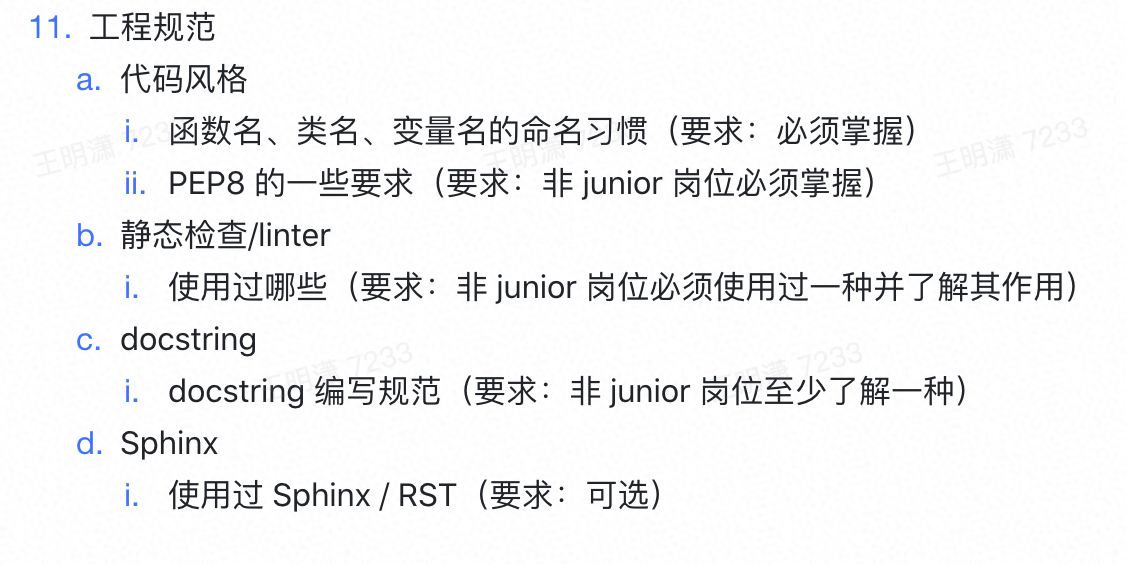 11. 工程规范
a. 代码风格
i. 函数名、类名、变量名的命名习惯（要求：必须掌握）
ii. PEP8 的一些要求（要求：非 junior 岗位必须掌握）
b. 静态检查/linter
i. 使用过哪些（要求：非 junior 岗位必须使用过一种并了解其作用）
c. docstring
i. docstring 编写规范（要求：非 junior 岗位至少了解一种）
d. Sphinx
i. 使用过 Sphinx / RST（要求：可选）
王明潇 7233
王明潇 7233
王明潇 7233
王明潇 7233
王明潇 7233